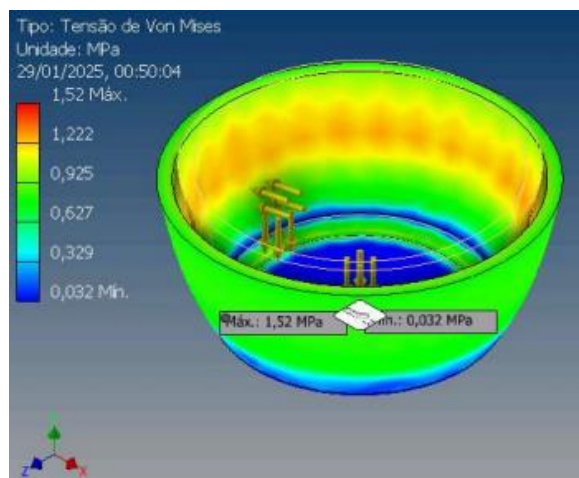 Tipo: Tensão de Von Mises
Unidade: MPa
29/01/2025, 00:50:04
1,52 Máx.
1,222
0,925
0,627
0,329
0,032 Mín.
Máx.: 1,52 MPa
0,032 MPa
Z
X